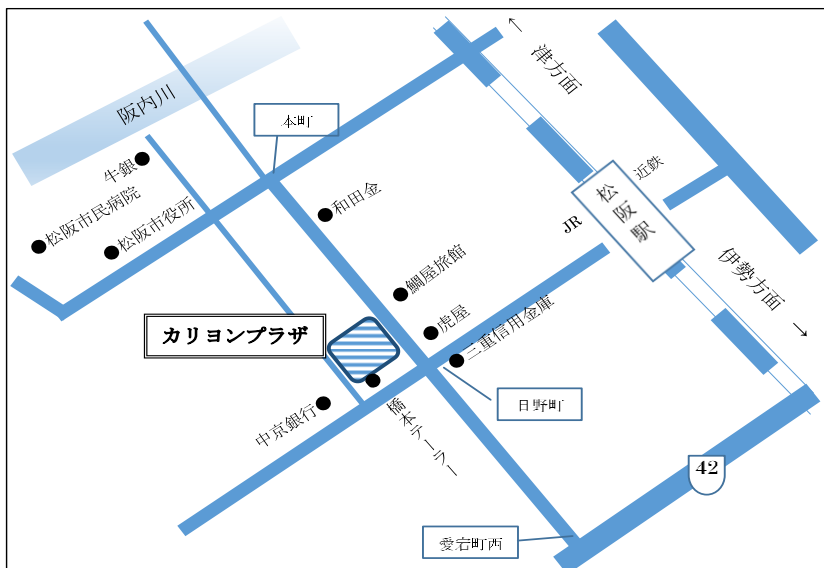 ↑
津方面
阪内川
本町
牛銀
近鉄
松阪駅
松阪市民病院
松阪市役所
和田金
JR
鯛屋旅館
伊勢方面
→
カリヨンプラザ
虎屋
三重信用金庫
日野町
中京銀行
橋本テーラー
42
愛宕町西